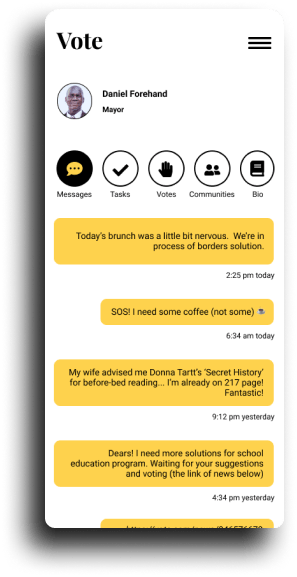 Vote
Daniel Forehand
Mayor
Messages Tasks Votes Communities Bio
Today's brunch was a little bit nervous. We're in
process of borders solution.
2:25 pm today
SOS! I need some coffee (not some) ☕
6:34 am today
My wife advised me Donna Tartt's 'Secret History'
for before-bed reading... I'm already on 217 page!
Fantastic!
9:12 pm yesterday
Dears! I need more solutions for school
education program. Waiting for your suggestions
and voting (the link of news below)
4:34 pm yesterday